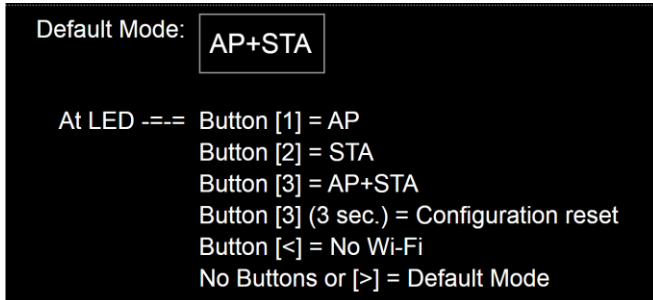 Default Mode: AP+STA
At LED -=-= Button [1] = AP
Button [2] = STA
Button [3] = AP+STA
Button [3] (3 sec.) = Configuration reset
Button [<] = No Wi-Fi
No Buttons or [>] = Default Mode